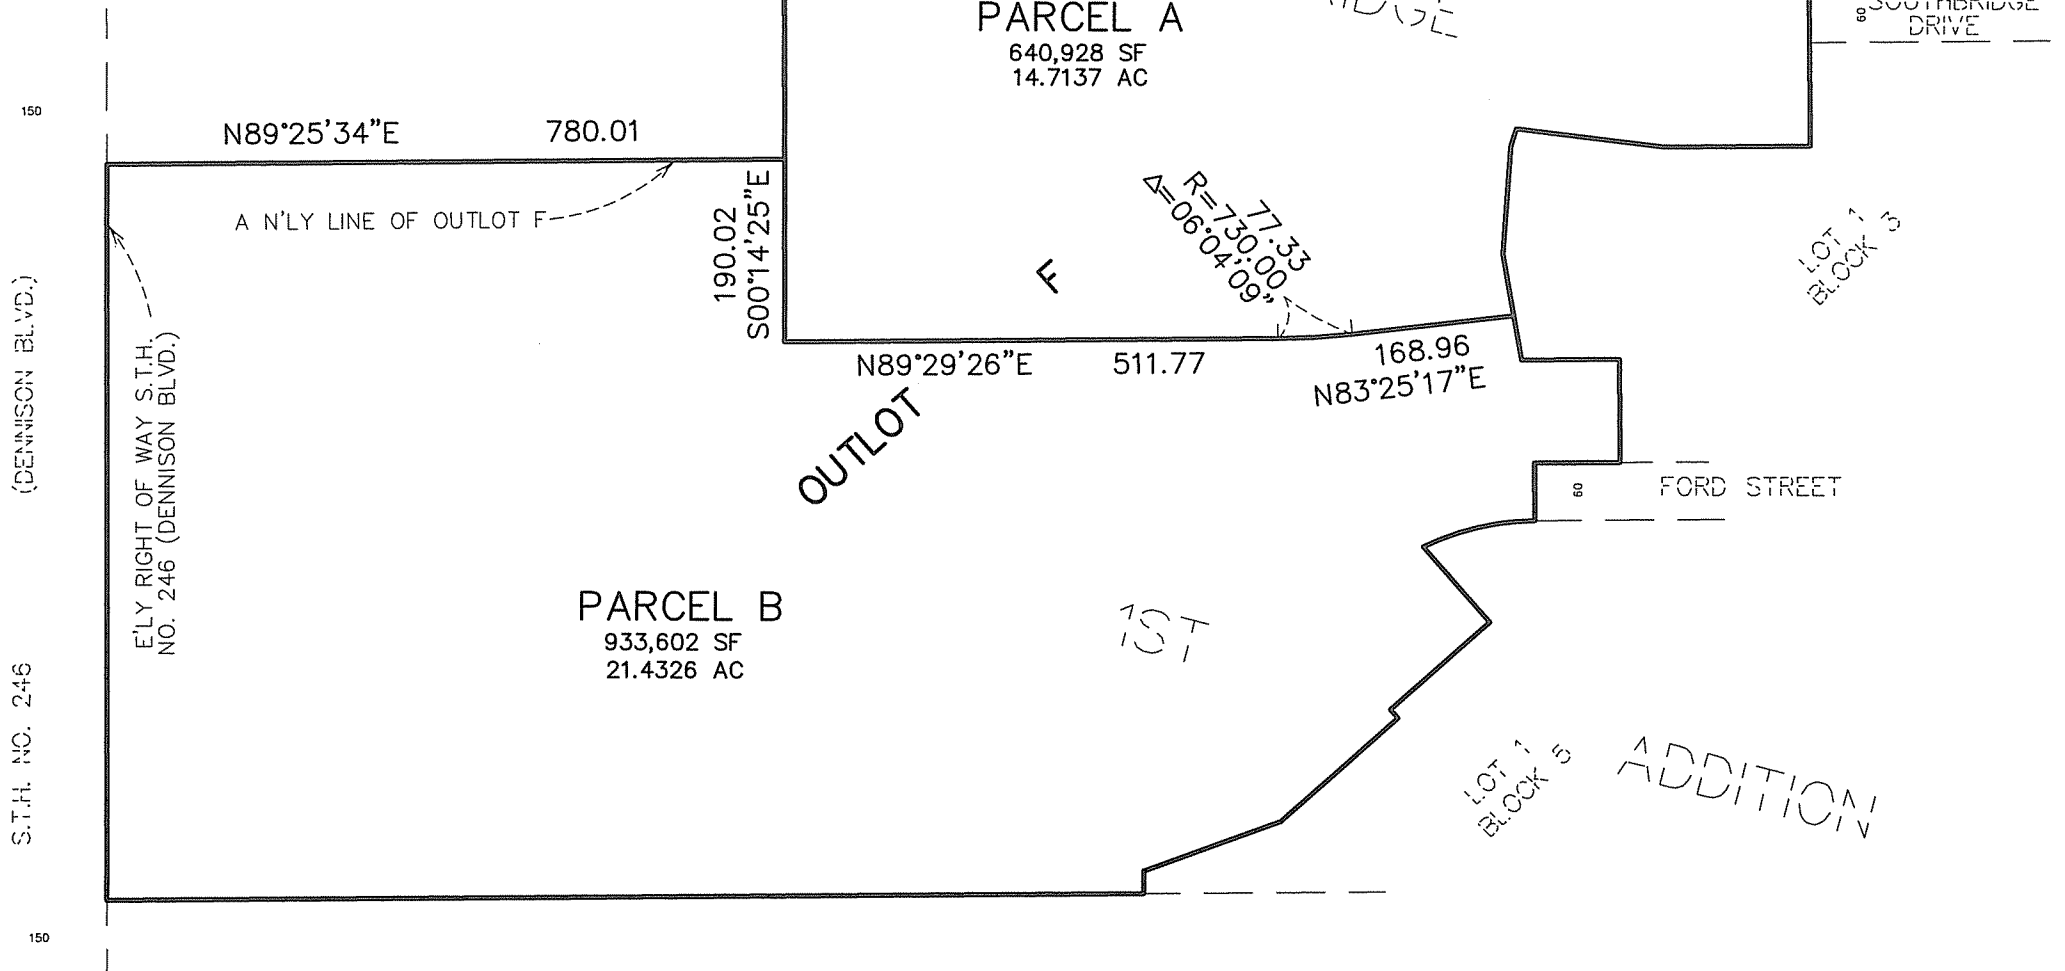 PARCEL A
640,928 SF
14.7137 AC
SOUTHBRIDGE
DRIVE
60
150
N89°25'34"E 780.01
A N'LY LINE OF OUTLOT F
190.02
S00°14'25"E
77.33
R=730.00
Δ=06°04'09"
F
LOT 1
BLOCK 3
(DENNISON BLVD.)
E'LY RIGHT OF WAY S.T.H.
NO. 246 (DENNISON BLVD.)
N89°29'26"E 511.77
168.96
N83°25'17"E
OUTLOT
60
FORD STREET
PARCEL B
933,602 SF
21.4326 AC
1ST
S.T.H. NO. 246
LOT 1
BLOCK 5
ADDITION
150